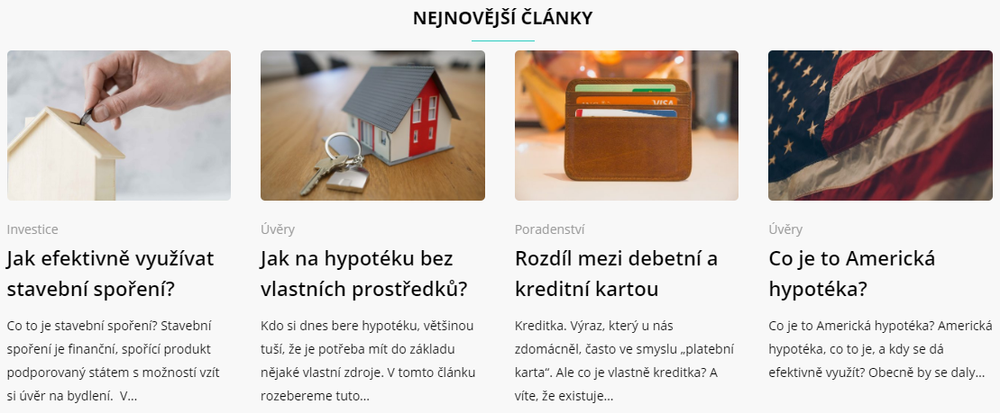 NEJNOVĚJŠÍ ČLÁNKY
VISA
Investice
Jak efektivně využívat
stavební spoření?
Co to je stavební spoření? Stavební
spoření je finanční, spořící produkt
podporovaný státem s možností vzít
si úvěr na bydlení. V...
Úvěry
Jak na hypotéku bez
vlastních prostředků?
Kdo si dnes bere hypotéku, většinou
tuší, že je potřeba mít do základu
nějaké vlastní zdroje. V tomto článku
rozebereme tuto...
Poradenství
Rozdíl mezi debetní a
kreditní kartou
Kreditka. Výraz, který u nás
zdomácněl, často ve smyslu „platební
karta“. Ale co je vlastně kreditka? A
víte, že existuje...
Úvěry
Co je to Americká
hypotéka?
Co je to Americká hypotéka? Americká
hypotéka, co to je, a kdy se dá
efektivně využít? Obecně by se daly...